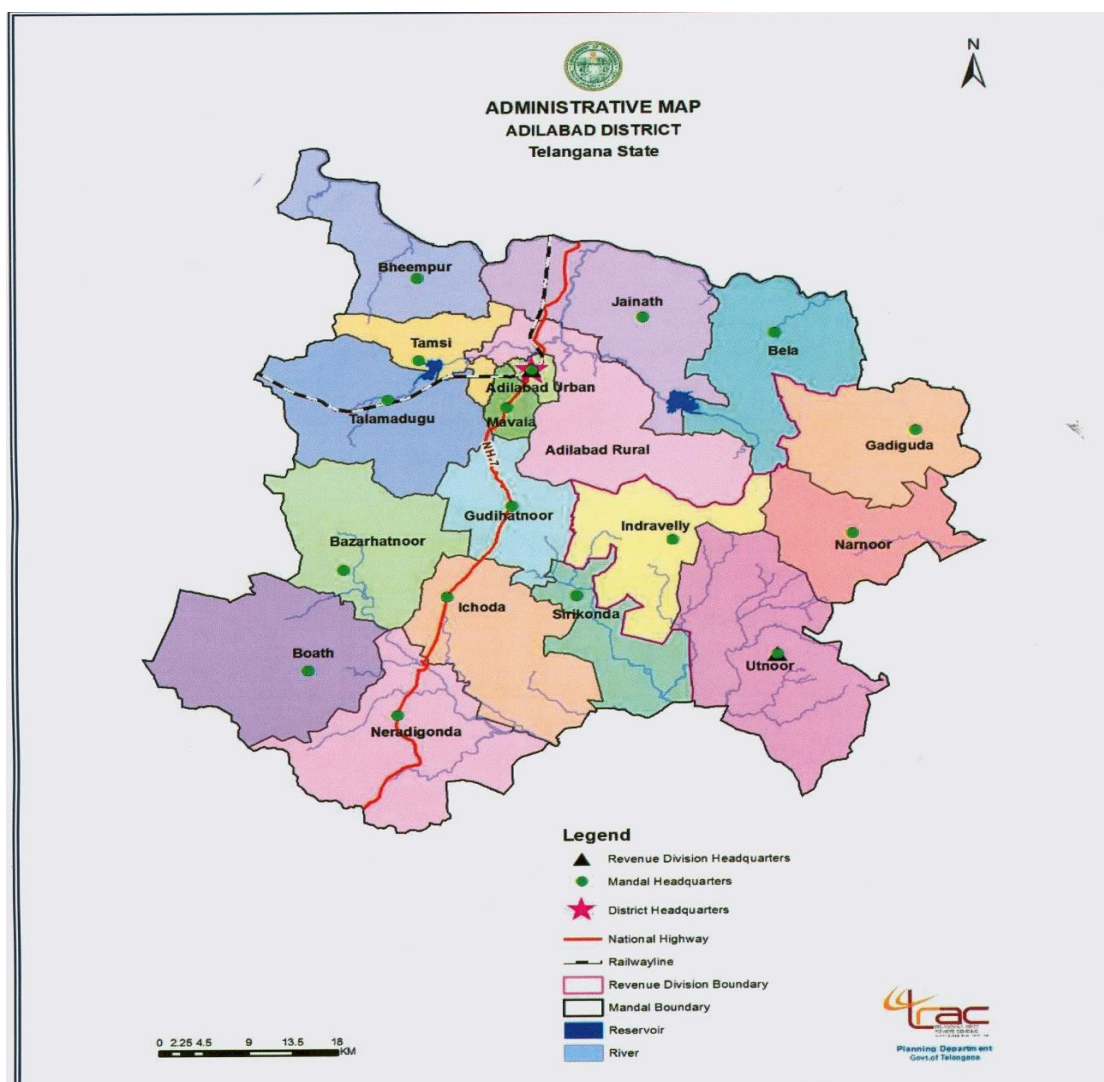 N
ADMINISTRATIVE MAP
ADILABAD DISTRICT
Telangana State
Bheempur
Jainath
Tamsi
Bela
Adilabad Urban
Talamadugu
Mavala
Gadiguda
Adilabad Rural
NH-7
Gudihatnoor
Indravelly
Bazarhatnoor
Narnoor
Ichoda
Sirikonda
Boath
Utnoor
Neradigonda
Legend
Revenue Division Headquarters
Mandal Headquarters
District Headquarters
National Highway
Railwayline
Revenue Division Boundary
Mandal Boundary
Reservoir
River
0 2.25 4.5 9 13.5 18
KM
trac
Planning Department
Govt.of Telangana